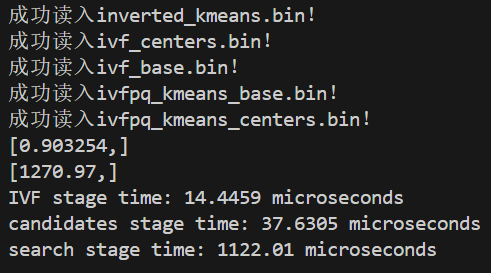 成功读入inverted_kmeans.bin!
成功读入ivf_centers.bin!
成功读入ivf_base.bin!
成功读入ivfpq_kmeans_base.bin!
成功读入ivfpq_kmeans_centers.bin!
[0.903254,]
[1270.97,]
IVF stage time: 14.4459 microseconds
candidates stage time: 37.6305 microseconds
search stage time: 1122.01 microseconds